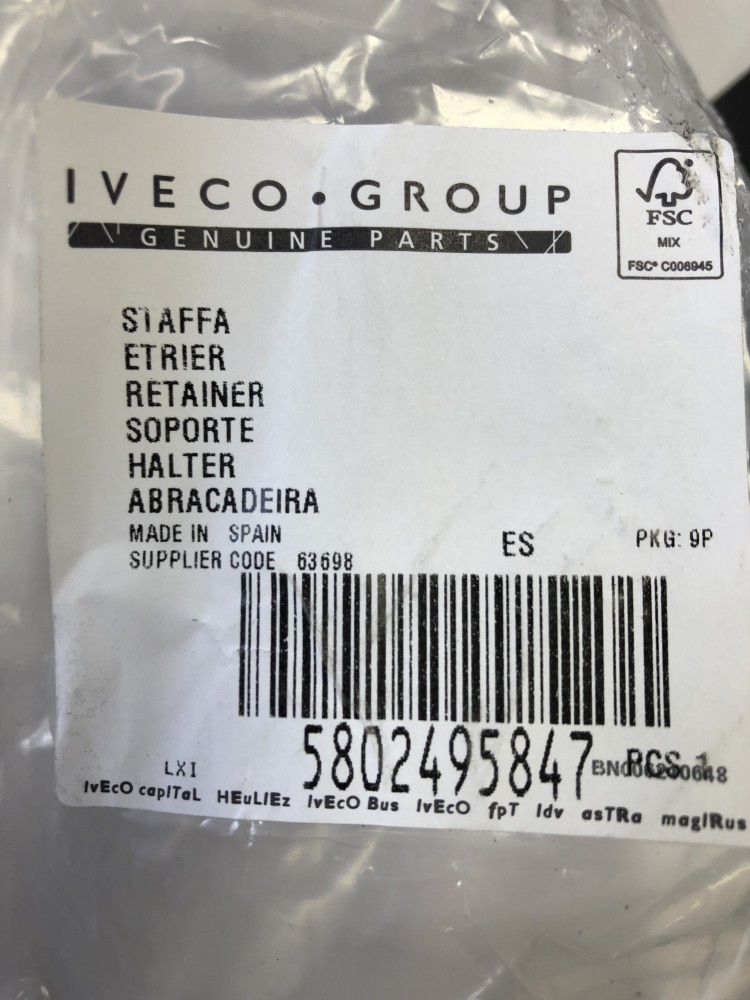 IVECO • GROUP
GENUINE PARTS
FSC
MIX
FSC® C006945
STAFFA
ETRIER
RETAINER
SOPORTE
HALTER
ABRACADEIRA
MADE IN SPAIN ES PKG: 9P
SUPPLIER CODE 63698
5802495847
PCS 1
LXI
IvEcO capITaL HEuLIEz IvEcO Bus IvEcO fpT Idv asTRa magIRus